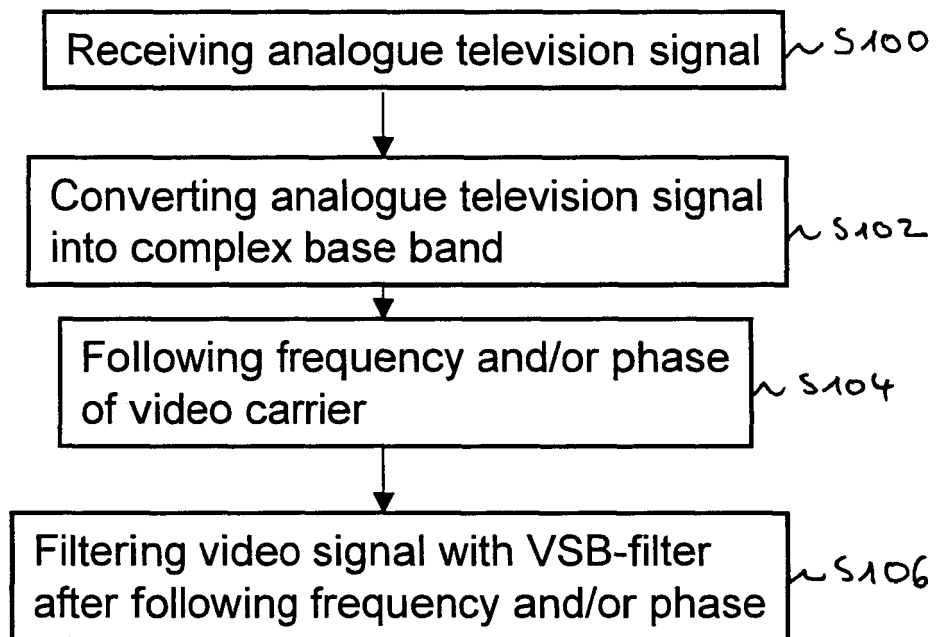 Receiving analogue television signal S100
Converting analogue television signal
into complex base band S102
Following frequency and/or phase
of video carrier S104
Filtering video signal with VSB-filter
after following frequency and/or phase S106